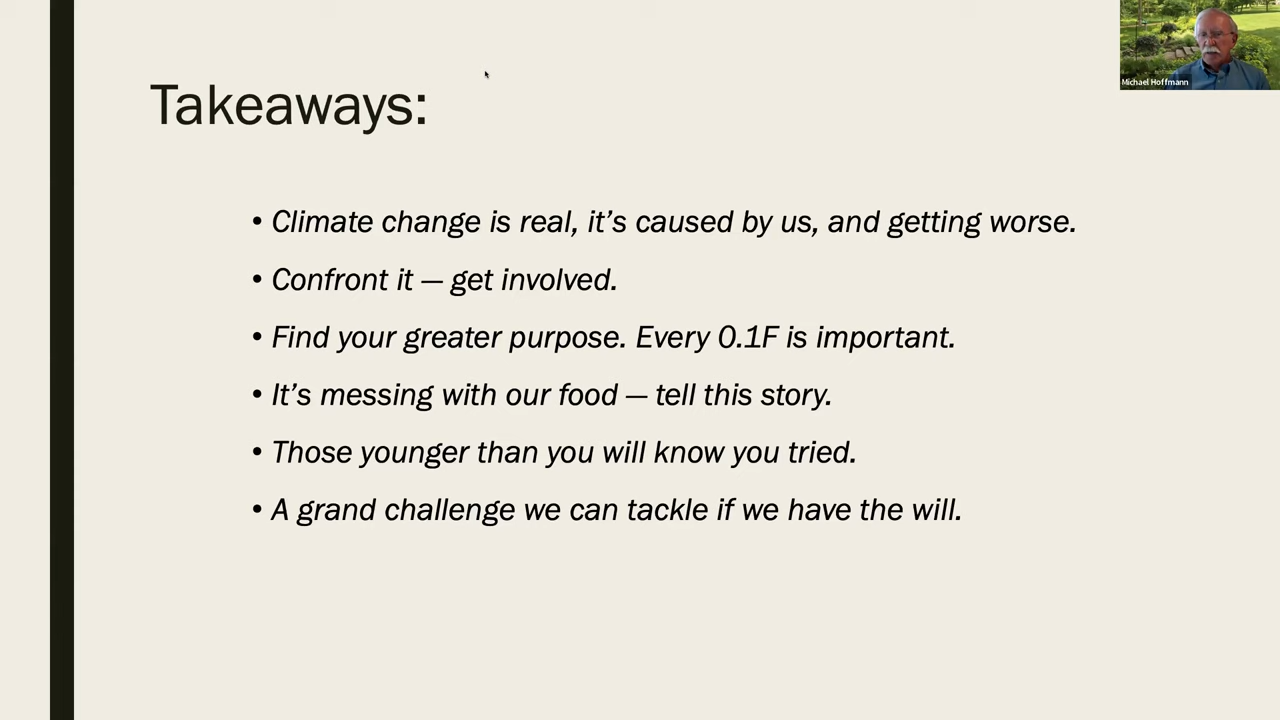 Michael Hoffmann
Takeaways:
• Climate change is real, it’s caused by us, and getting worse.
• Confront it — get involved.
• Find your greater purpose. Every 0.1F is important.
• It’s messing with our food — tell this story.
• Those younger than you will know you tried.
• A grand challenge we can tackle if we have the will.